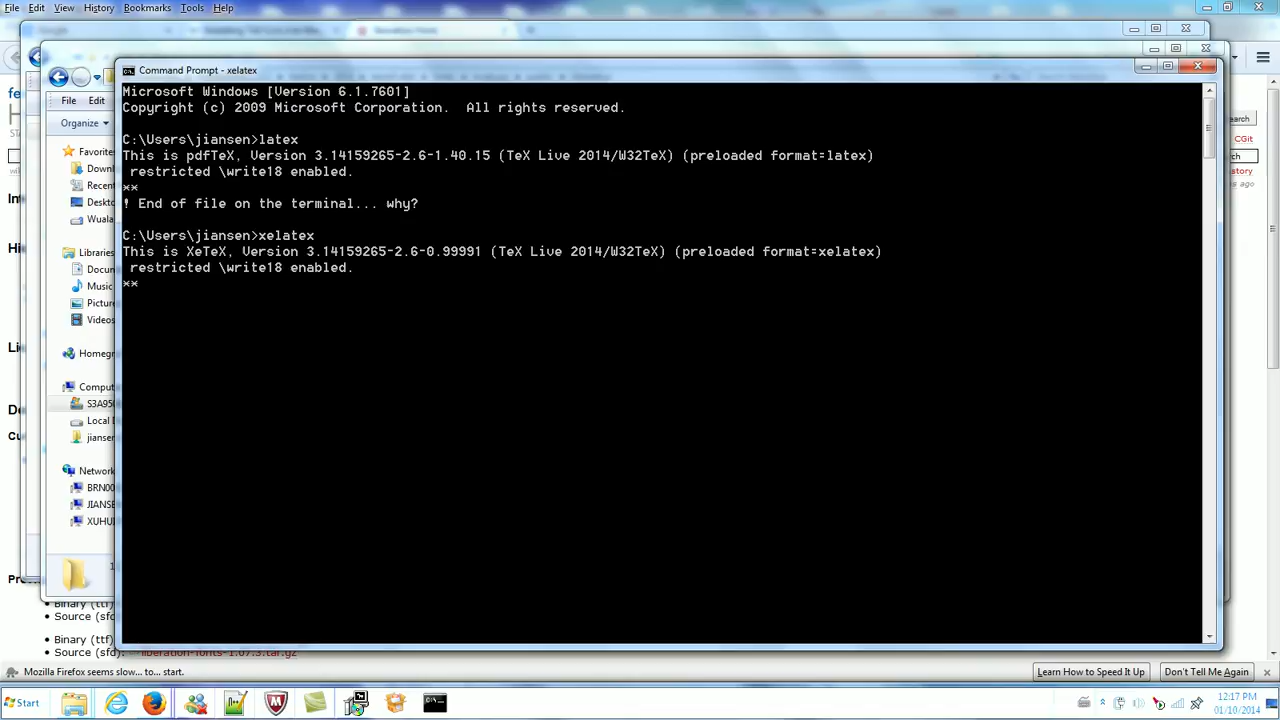 File Edit View History Bookmarks Tools Help
Command Prompt - xelatex
File Edit
Organize
Favorites
Downl
Recent
Deskto
Wuala
Libraries
Docun
Music
Picture
Videos
Homegr
Comput
S3A95
Local D
jiansen
Network
BRN00
JIANSE
XUHUI
Microsoft Windows [Version 6.1.7601]
Copyright (c) 2009 Microsoft Corporation.  All rights reserved.
C:\Users\jiansen>latex
This is pdfTeX, Version 3.14159265-2.6-1.40.15 (TeX Live 2014/W32TeX) (preloaded format=latex)
restricted \write18 enabled.
**
! End of file on the terminal... why?
C:\Users\jiansen>xelatex
This is XeTeX, Version 3.14159265-2.6-0.99991 (TeX Live 2014/W32TeX) (preloaded format=xelatex)
restricted \write18 enabled.
**
earch
CGit
ch
story
s ago
• Binary (ttf)
• Source (sfd)
• Binary (ttf)
• Source (sfd): liberation-fonts-1.07.3.tar.gz
Mozilla Firefox seems slow... to... start.
Learn How to Speed It Up
Don't Tell Me Again
Start
12:17 PM
01/10/2014